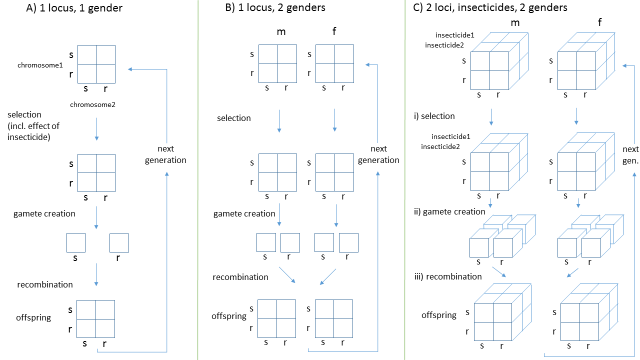 A) 1 locus, 1 gender
s
chromosome1
r
s r
chromosome2
selection
(incl. effect of
insecticide)
s
r
s r
next
generation
gamete creation
s r
recombination
s
offspring
r
s r
B) 1 locus, 2 genders
m f
s s
r r
s r s r
selection
s s
r r
s r s r
next
generation
gamete creation
s r s r
recombination
s s
offspring
r r
s r s r
C) 2 loci, insecticides, 2 genders
m f
insecticide1
insecticide2
s s
r r
s r s r
i) selection
insecticide1
insecticide2
s s
r r
s r s r
next
gen.
ii) gamete creation
s r s r
iii) recombination
s s
offspring
r r
s r s r